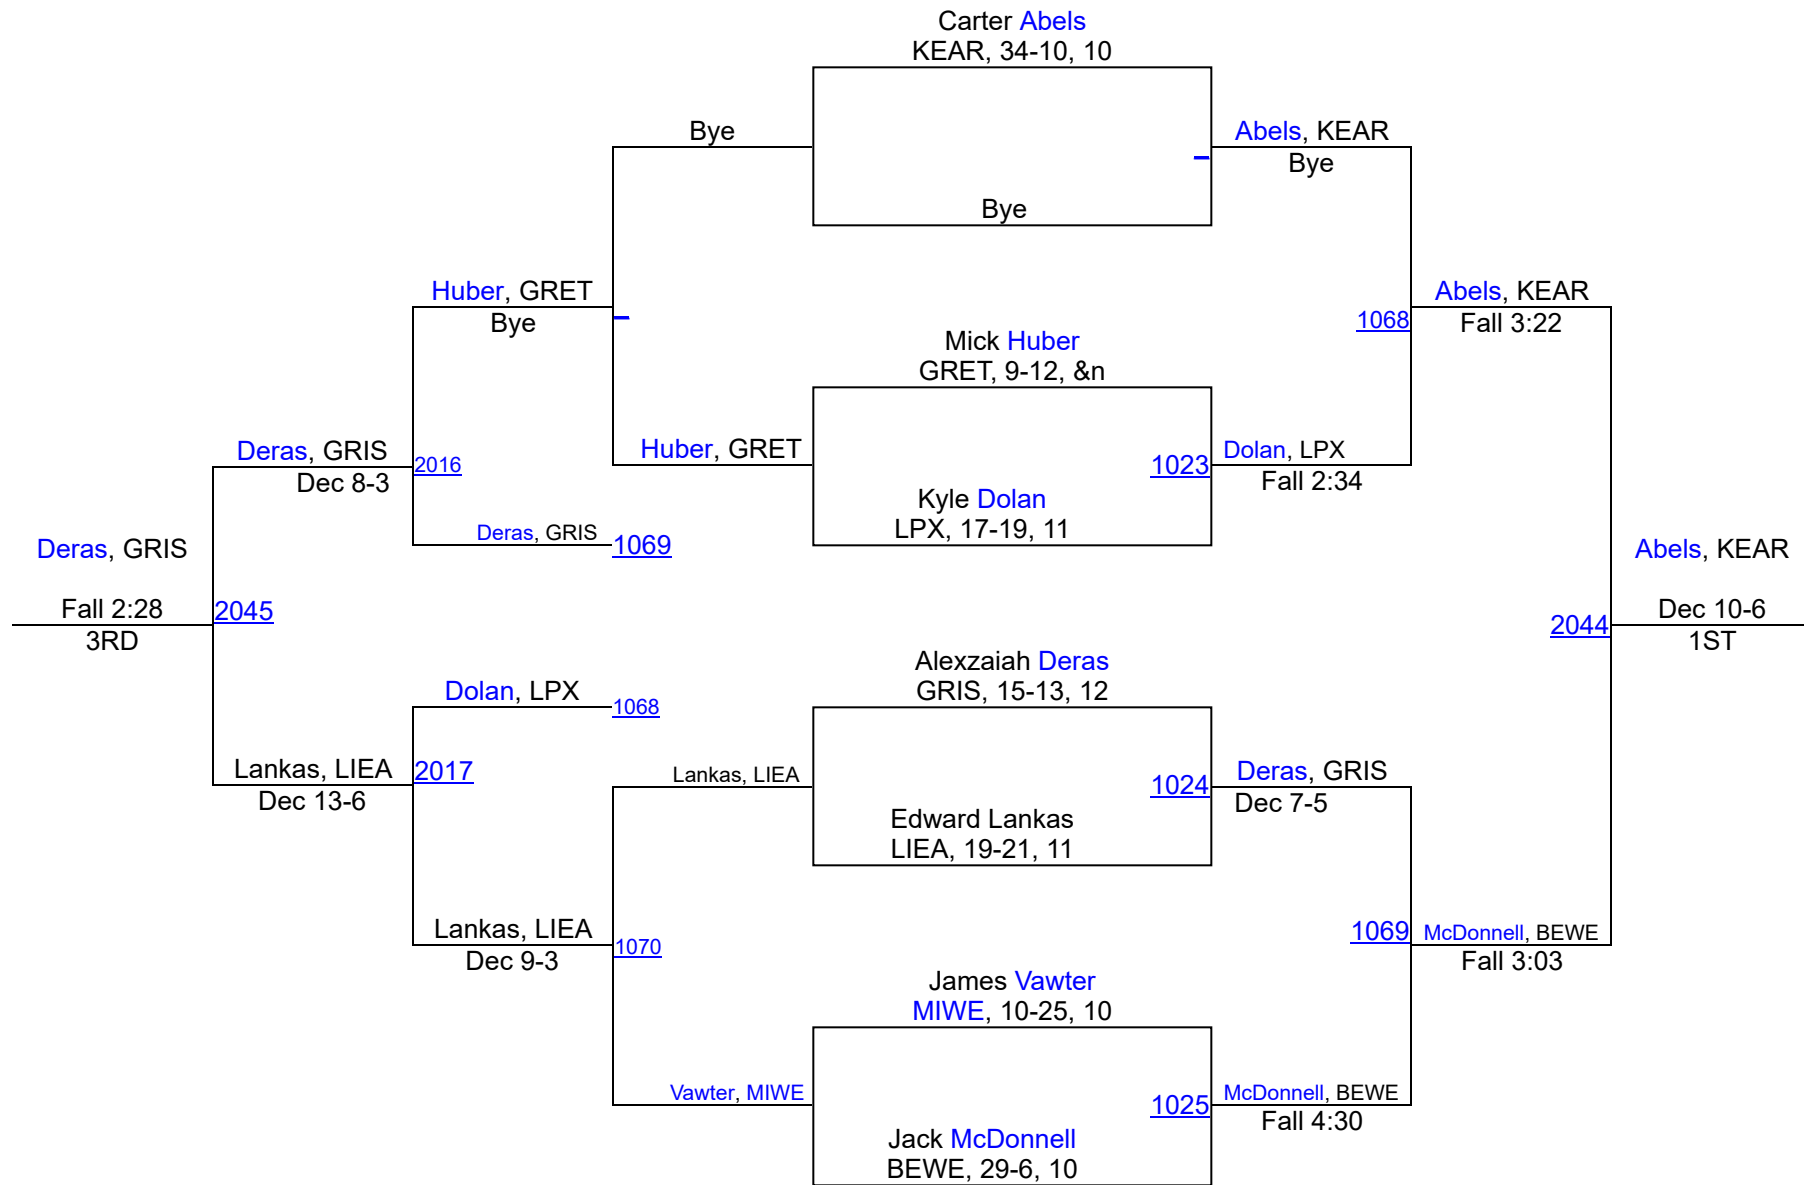 Carter Abels
KEAR, 34-10, 10
Bye
Abels, KEAR
Bye
Bye
Huber, GRET
Bye
Abels, KEAR
1068
Fall 3:22
Mick Huber
GRET, 9-12, &n
Deras, GRIS
2016
Dec 8-3
Huber, GRET
1023
Dolan, LPX
Fall 2:34
Kyle Dolan
LPX, 17-19, 11
Deras, GRIS
1069
Deras, GRIS
Fall 2:28
3RD
2045
Abels, KEAR
2044
Dec 10-6
1ST
Alexzaiah Deras
GRIS, 15-13, 12
Dolan, LPX
1068
Lankas, LIEA
Dec 13-6
2017
Lankas, LIEA
1024
Deras, GRIS
Dec 7-5
Edward Lankas
LIEA, 19-21, 11
Lankas, LIEA
Dec 9-3
1070
1069
McDonnell, BEWE
Fall 3:03
James Vawter
MIWE, 10-25, 10
Vawter, MIWE
1025
McDonnell, BEWE
Fall 4:30
Jack McDonnell
BEWE, 29-6, 10